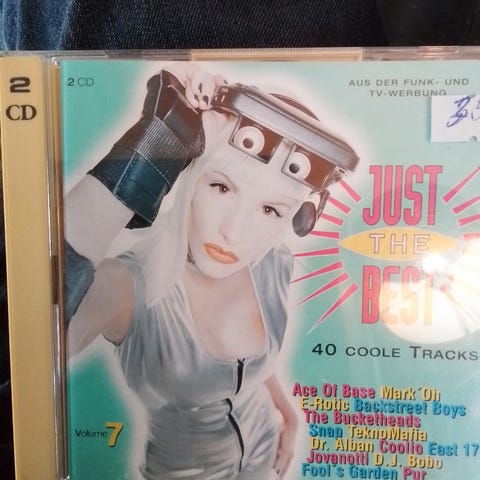 2
CD
2 CD
AUS DER FUNK- UND
TV-WERBUNG
JUST
THE
BEST
40 COOLE TRACKS
Ace Of Base Mark´Oh
E-Rotic Backstreet Boys
The Bucketheads
Snap TeknoMafia
Dr. Alban Coolio East 17
Jovanotti D.J. Bobo
Fool´s Garden Pur
Volume 7